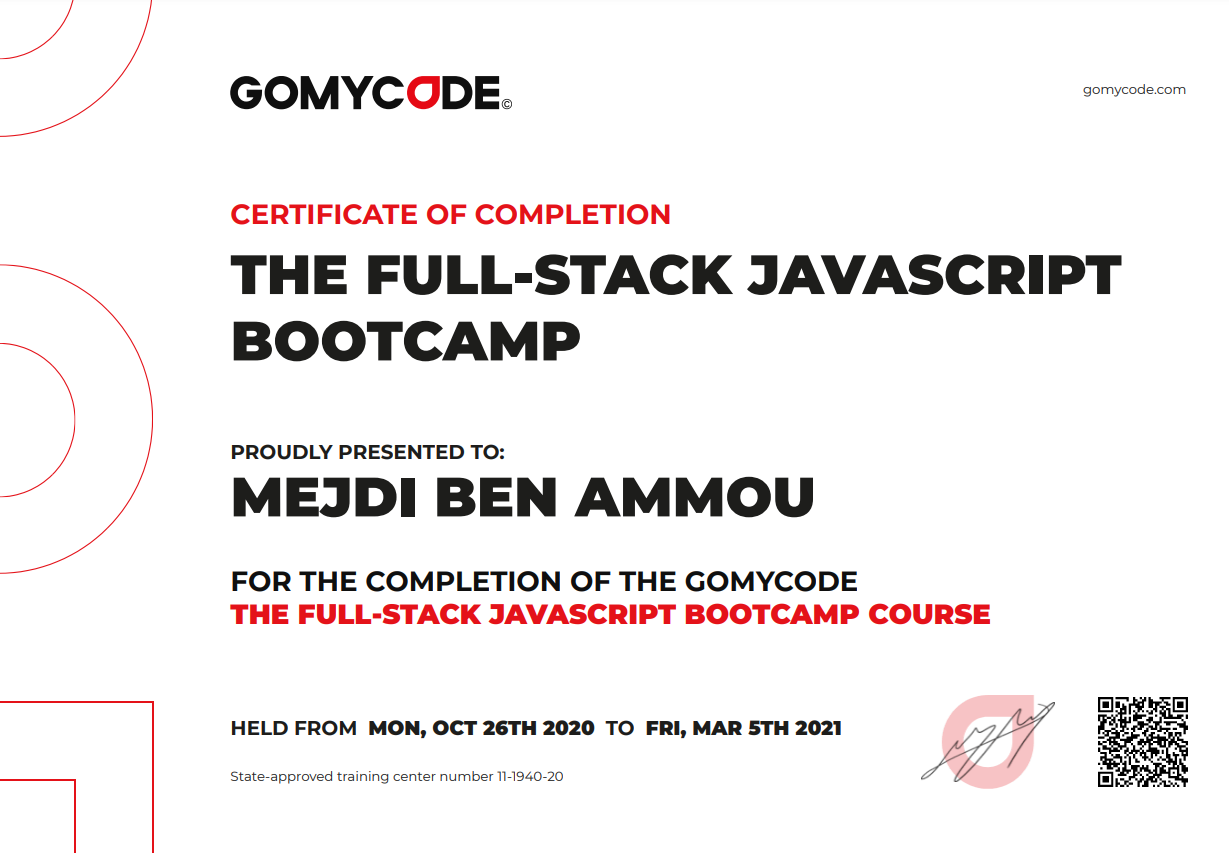 GOMYCODE©
gomycode.com
CERTIFICATE OF COMPLETION
THE FULL-STACK JAVASCRIPT
BOOTCAMP
PROUDLY PRESENTED TO:
MEJDI BEN AMMOU
FOR THE COMPLETION OF THE GOMYCODE
THE FULL-STACK JAVASCRIPT BOOTCAMP COURSE
HELD FROM MON, OCT 26TH 2020 TO FRI, MAR 5TH 2021
State-approved training center number 11-1940-20